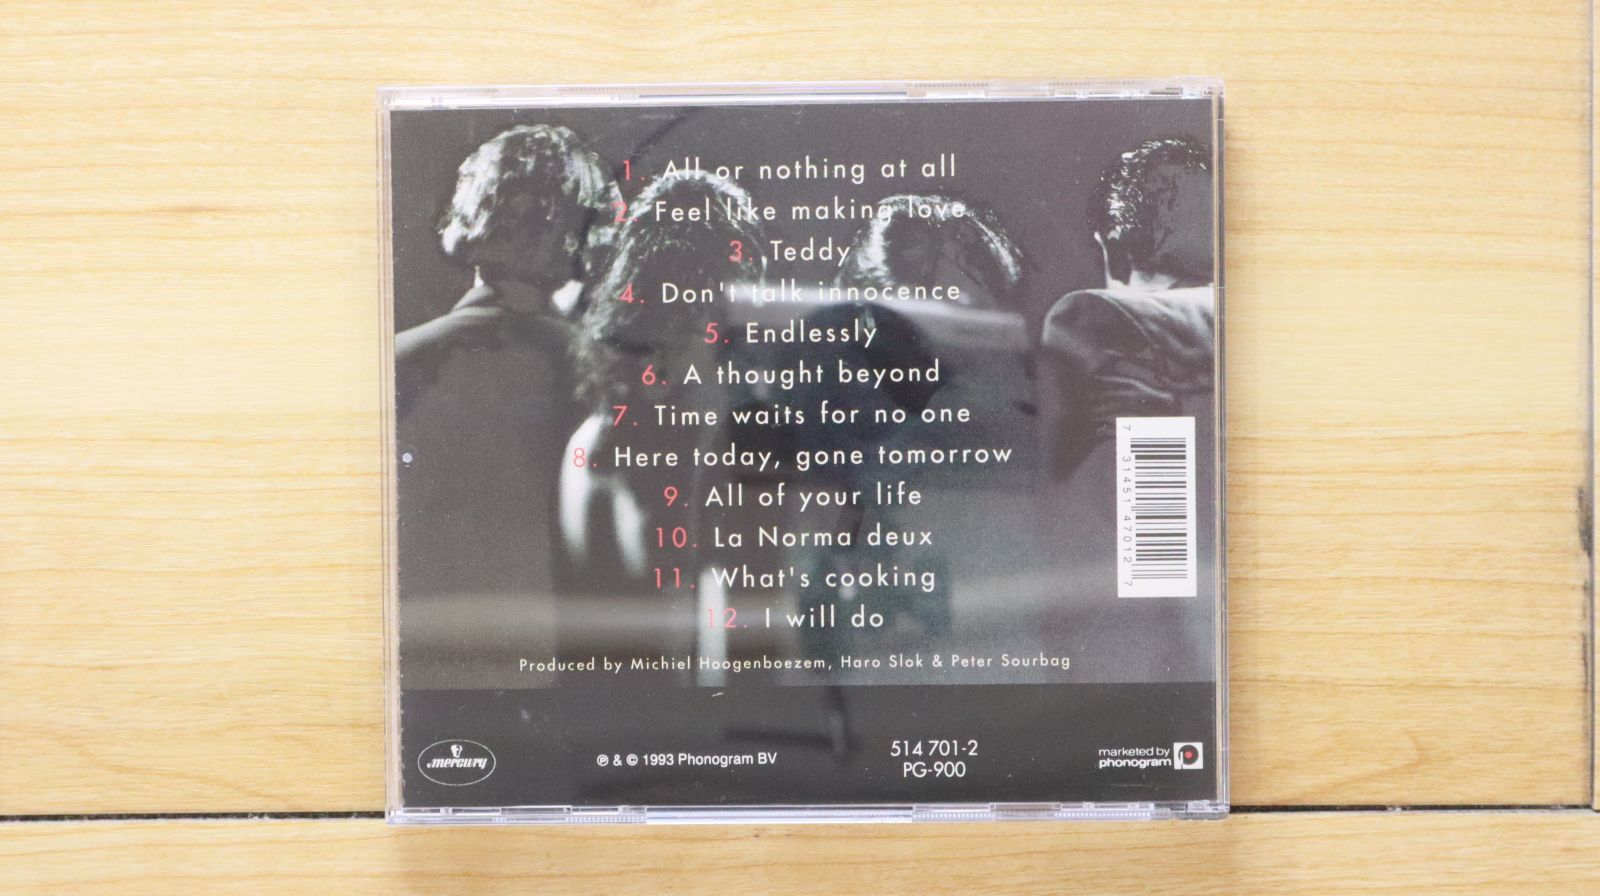 1. All or nothing at all
2. Feel like making love
3. Teddy
4. Don't talk innocence
5. Endlessly
6. A thought beyond
7. Time waits for no one
8. Here today, gone tomorrow
9. All of your life
10. La Norma deux
11. What's cooking
12. I will do
Produced by Michiel Hoogenboezem, Haro Slok & Peter Sourbag
7 31451 47012 7
mercury
℗ & © 1993 Phonogram BV
514 701-2
PG-900
marketed by
phonogram